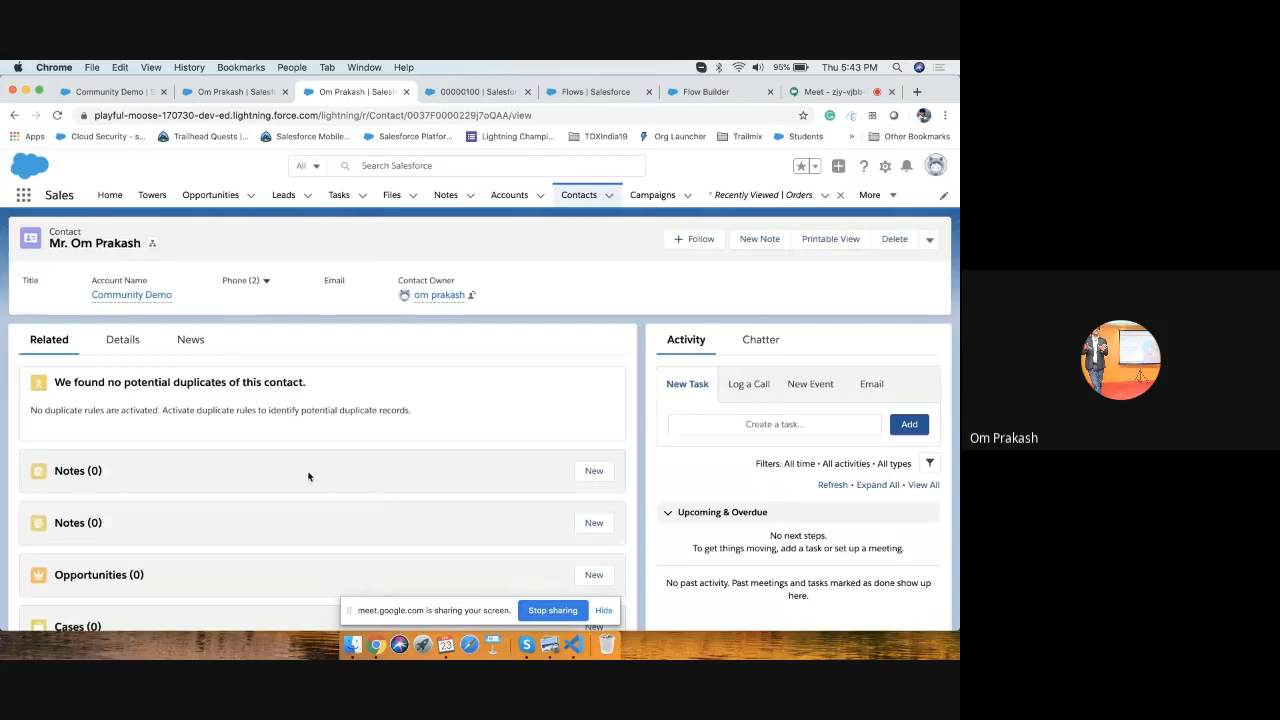 Chrome File Edit View History Bookmarks People Tab Window Help 95% Thu 5:43 PM
Community Demo | S Om Prakash | Salesf Om Prakash | Salesf 00000100 | Salesforc Flows | Salesforce Flow Builder Meet - zjy-vjbb-
playful-moose-170730-dev-ed.lightning.force.com/lightning/r/Contact/0037F0000229j7oQAA/view
Apps Cloud Security - s... Trailhead Quests |... Salesforce Mobile... Salesforce Platfor... Lightning Champi... TDXIndia19 Org Launcher Trailmix Students » Other Bookmarks
All Search Salesforce
Sales Home Towers Opportunities Leads Tasks Files Notes Accounts Contacts Campaigns * Recently Viewed | Orders More
Contact
Mr. Om Prakash
Follow New Note Printable View Delete
Title Account Name Phone (2) Email Contact Owner
Community Demo om prakash
Related Details News
We found no potential duplicates of this contact.
No duplicate rules are activated. Activate duplicate rules to identify potential duplicate records.
Notes (0) New
Notes (0) New
Opportunities (0) New
Cases (0) New
Activity Chatter
New Task Log a Call New Event Email
Create a task... Add
Filters: All time • All activities • All types
Refresh • Expand All • View All
Upcoming & Overdue
No next steps.
To get things moving, add a task or set up a meeting.
No past activity. Past meetings and tasks marked as done show up
here.
meet.google.com is sharing your screen. Stop sharing Hide
23
Om Prakash